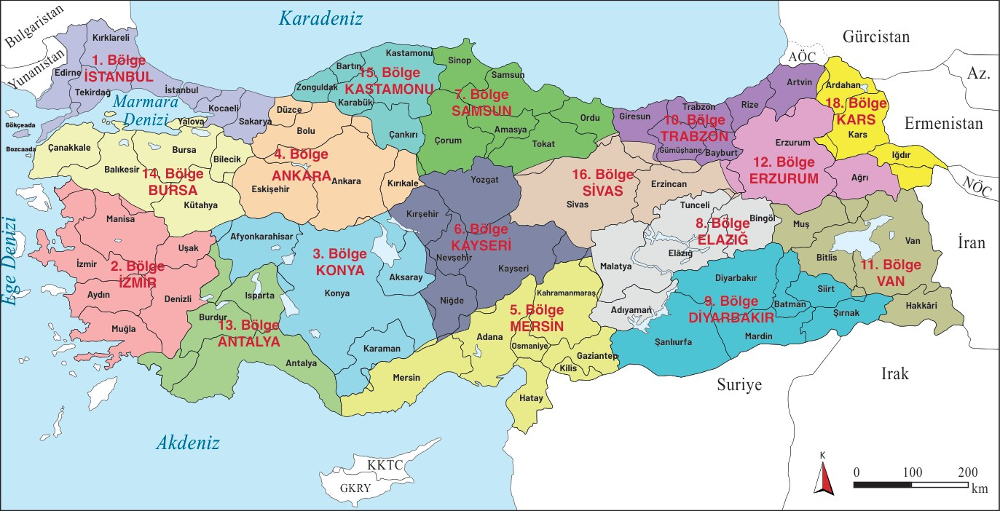 Bulgaristan
Yunanistan
Karadeniz
Gürcistan
AÖC
Az.
Ermenistan
NÖC
İran
Irak
Suriye
Marmara
Denizi
Ege Denizi
Akdeniz
KKTC
GKRY
Gökçeada
Bozcaada
1. Bölge
İSTANBUL
Kırklareli
Edirne
Tekirdağ
İstanbul
Kocaeli
Sakarya
Yalova
15. Bölge
KASTAMONU
Kastamonu
Bartın
Zonguldak
Karabük
Çankırı
7. Bölge
SAMSUN
Sinop
Samsun
Ordu
Amasya
Çorum
Tokat
10. Bölge
TRABZON
Giresun
Trabzon
Rize
Artvin
Gümüşhane
Bayburt
18. Bölge
KARS
Ardahan
Kars
Iğdır
12. Bölge
ERZURUM
Erzurum
Ağrı
4. Bölge
ANKARA
Düzce
Bolu
Ankara
Kırıkale
Eskişehir
14. Bölge
BURSA
Çanakkale
Balıkesir
Bursa
Bilecik
Kütahya
16. Bölge
SİVAS
Sivas
Erzincan
6. Bölge
KAYSERİ
Yozgat
Kırşehir
Nevşehir
Kayseri
Niğde
8. Bölge
ELAZIĞ
Tunceli
Bingöl
Elâzığ
Malatya
Adıyaman
11. Bölge
VAN
Muş
Bitlis
Van
Hakkâri
2. Bölge
İZMİR
Manisa
İzmir
Uşak
Aydın
Denizli
Muğla
3. Bölge
KONYA
Afyonkarahisar
Konya
Aksaray
Karaman
13. Bölge
ANTALYA
Isparta
Burdur
Antalya
5. Bölge
MERSİN
Kahramanmaraş
Adana
Osmaniye
Gaziantep
Kilis
Mersin
Hatay
9. Bölge
DİYARBAKIR
Diyarbakır
Batman
Siirt
Şırnak
Mardin
Şanlıurfa
K
0 100 200
km